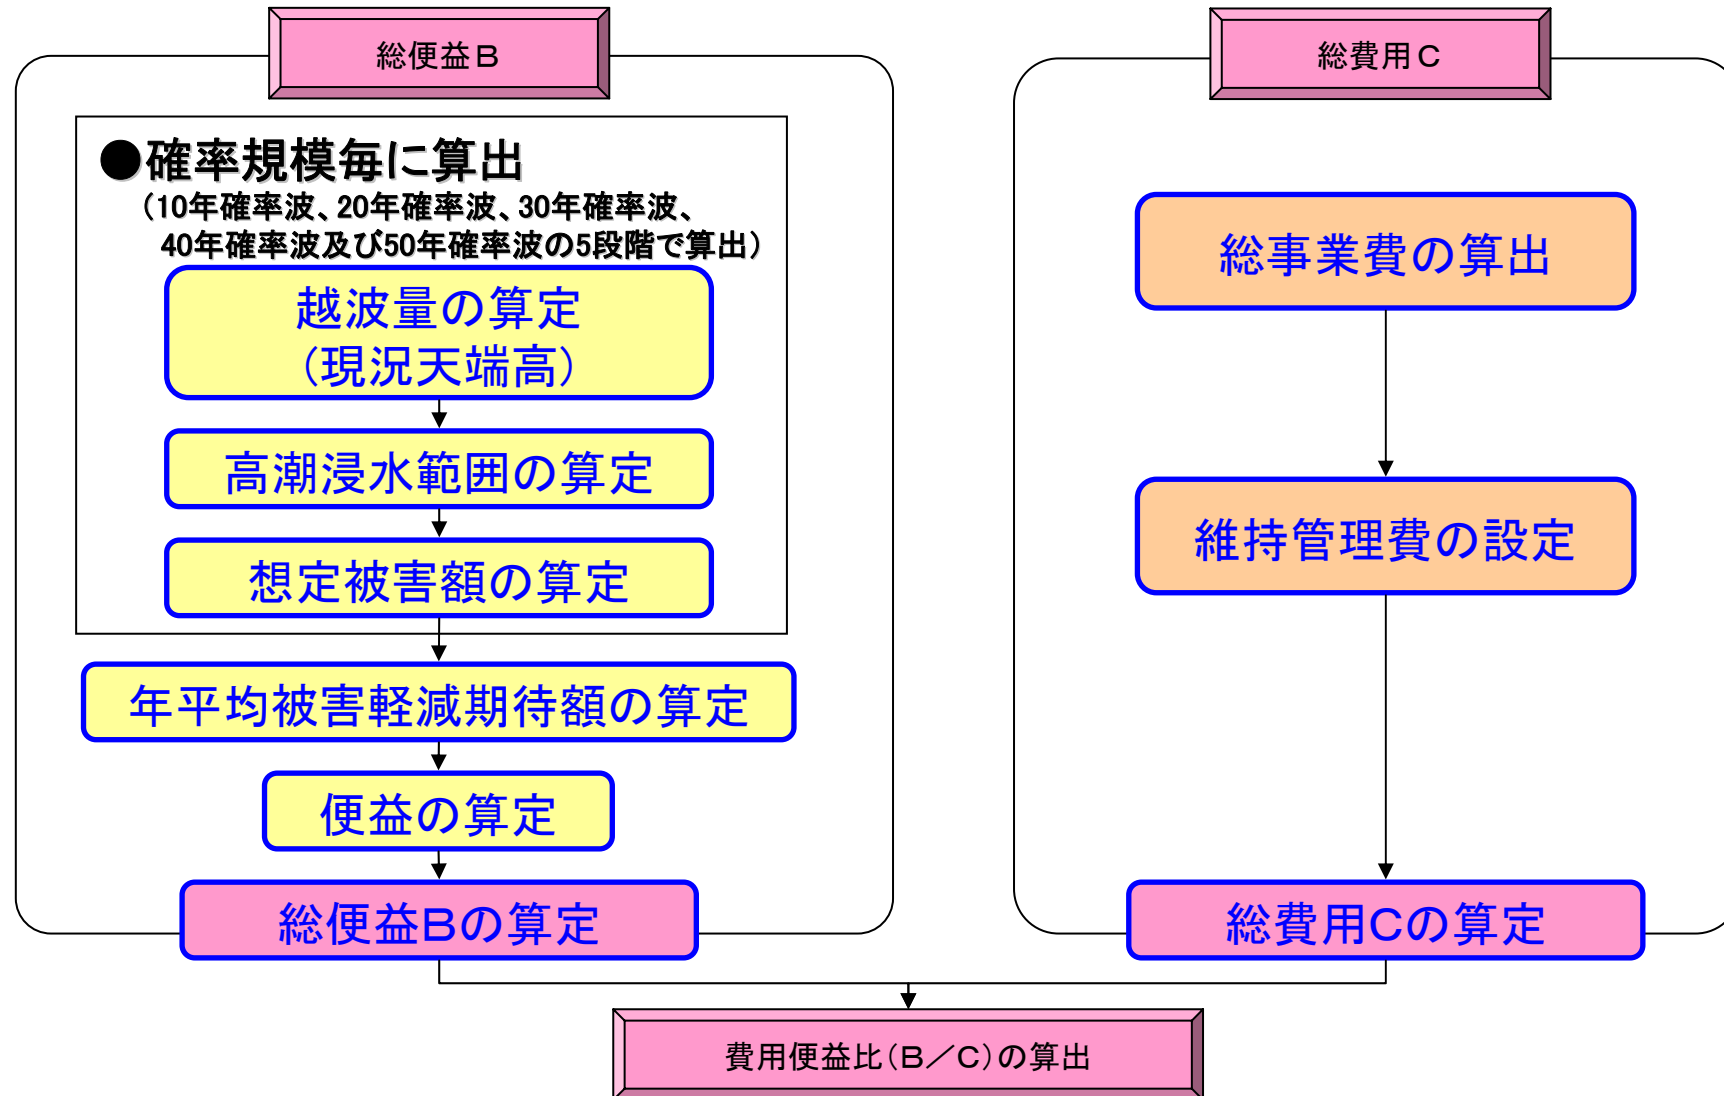 総便益B
●確率規模毎に算出
（10年確率波、20年確率波、30年確率波、
40年確率波及び50年確率波の5段階で算出）
越波量の算定
（現況天端高）
高潮浸水範囲の算定
想定被害額の算定
年平均被害軽減期待額の算定
便益の算定
総便益Bの算定
総費用C
総事業費の算出
維持管理費の設定
総費用Cの算定
費用便益比（B／C）の算出